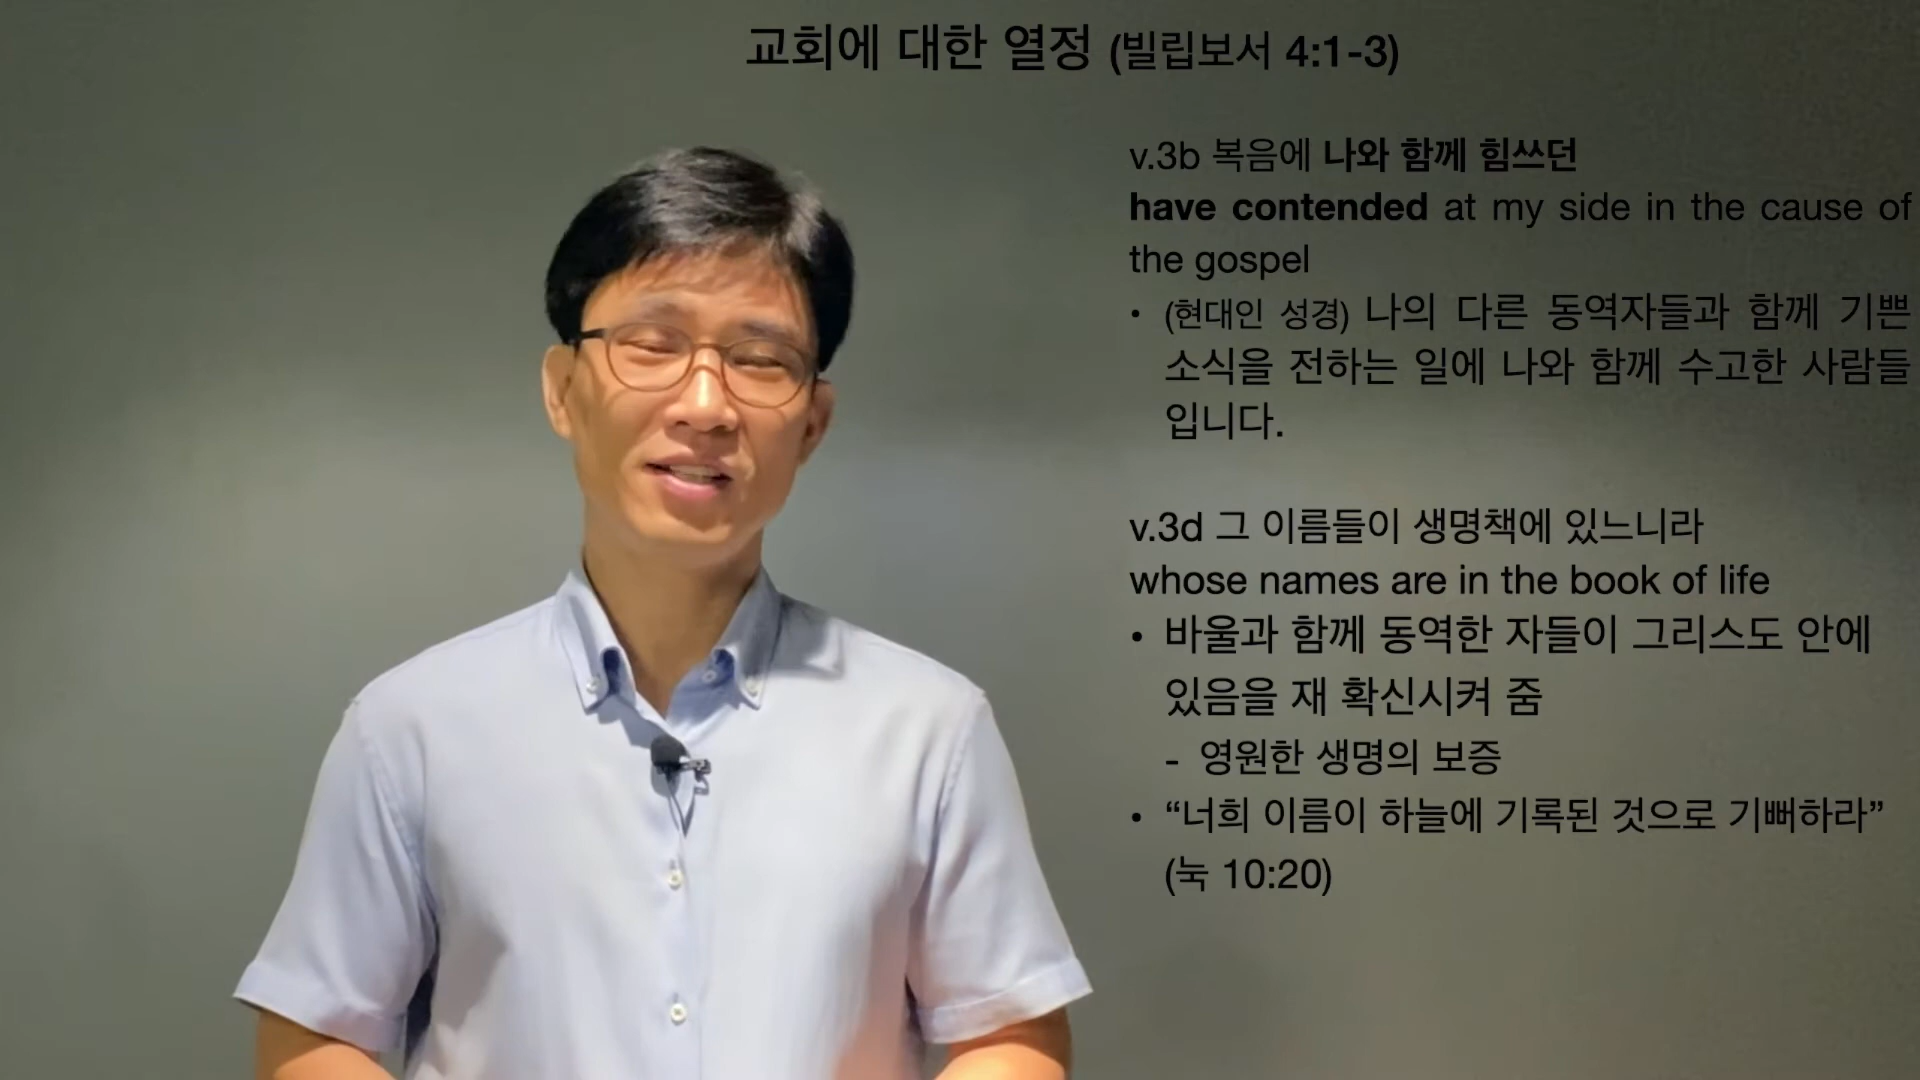 교회에 대한 열정 (빌립보서 4:1-3)
v.3b 복음에 나와 함께 힘쓰던
have contended at my side in the cause of
the gospel
• (현대인 성경) 나의 다른 동역자들과 함께 기쁜
소식을 전하는 일에 나와 함께 수고한 사람들
입니다.
v.3d 그 이름들이 생명책에 있느니라
whose names are in the book of life
• 바울과 함께 동역한 자들이 그리스도 안에
있음을 재 확신시켜 줌
- 영원한 생명의 보증
• “너희 이름이 하늘에 기록된 것으로 기뻐하라”
(눅 10:20)